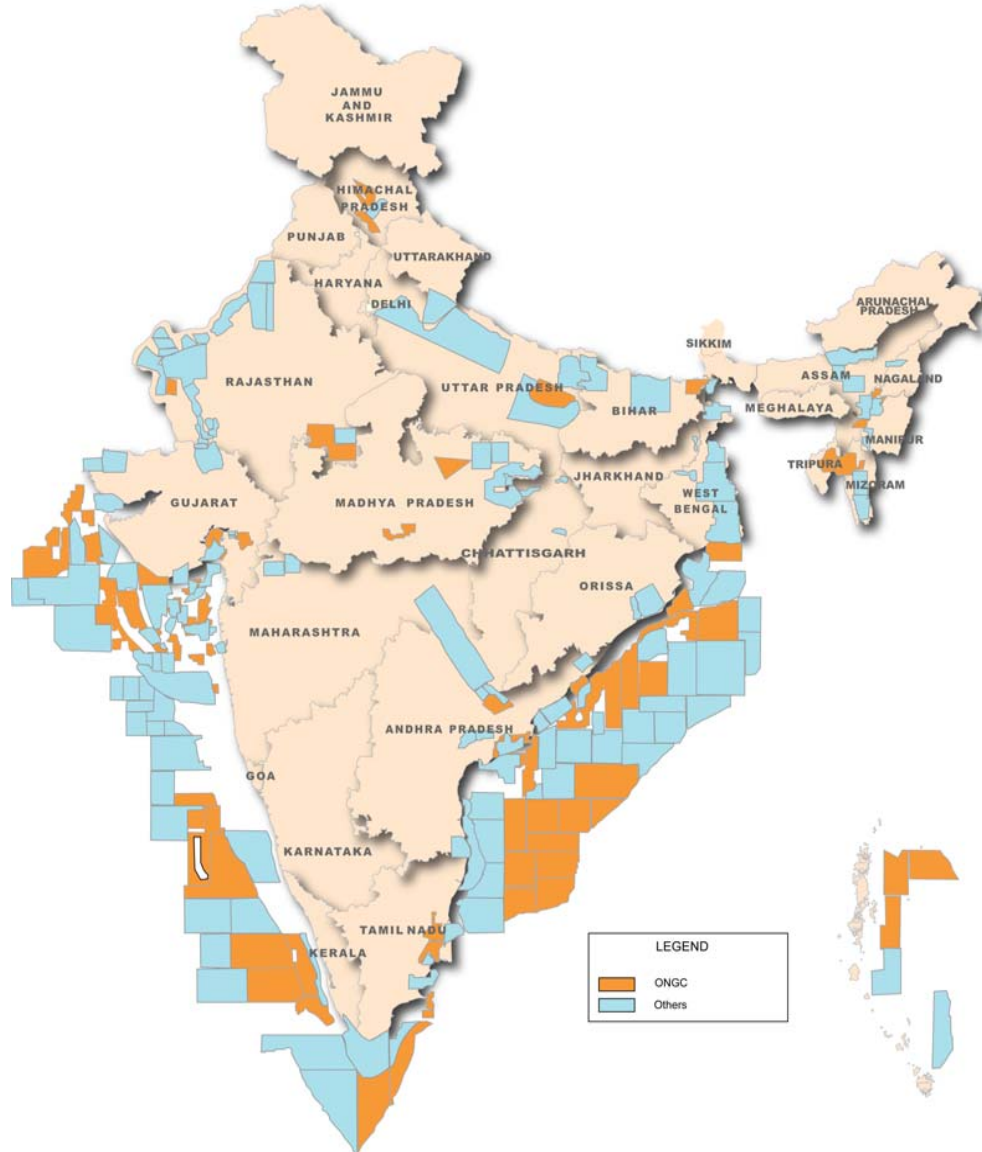 JAMMU
AND
KASHMIR
HIMACHAL
PRADESH
PUNJAB
UTTARAKHAND
HARYANA
DELHI
ARUNACHAL
PRADESH
SIKKIM
ASSAM
NAGALAND
RAJASTHAN
UTTAR PRADESH
BIHAR
MEGHALAYA
MANIPUR
TRIPURA
MIZORAM
GUJARAT
MADHYA PRADESH
JHARKHAND
WEST
BENGAL
CHHATTISGARH
ORISSA
MAHARASHTRA
ANDHRA PRADESH
GOA
KARNATAKA
TAMIL NADU
KERALA
LEGEND
ONGC
Others